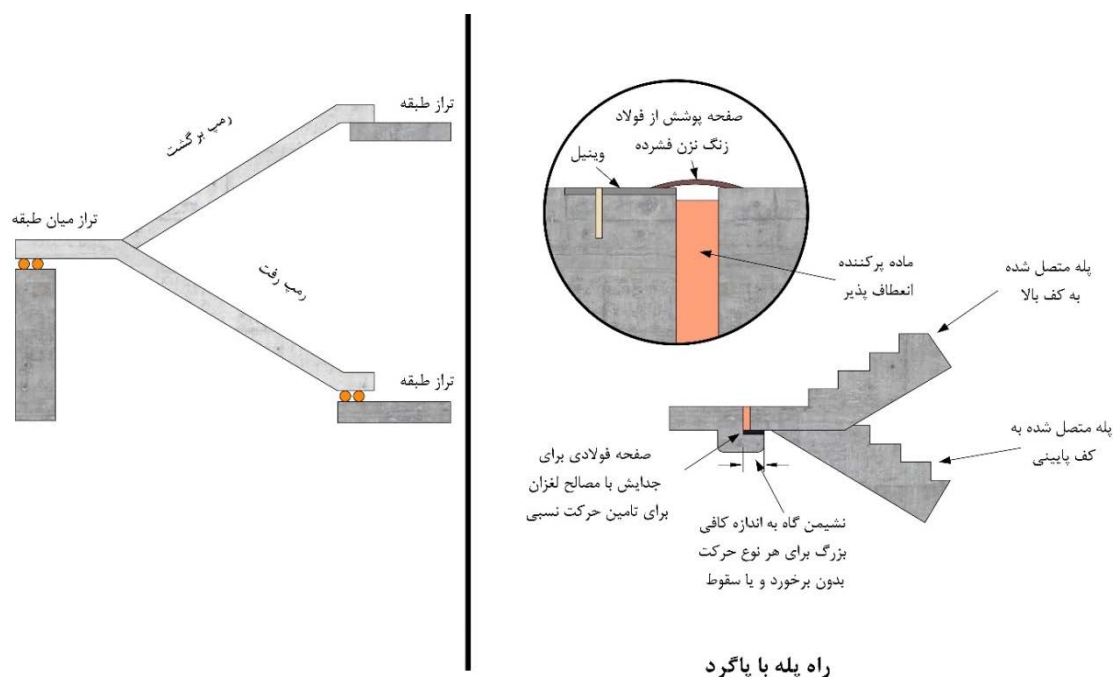 تراز طبقه
رمپ برگشت
تراز میان طبقه
رمپ رفت
تراز طبقه
صفحه پوشش از فولاد
زنگ نزن فشرده
وینیل
ماده پرکننده
انعطاف پذیر
پله متصل شده
به کف بالا
پله متصل شده به
کف پایینی
صفحه فولادی برای
جدایش با مصالح لغزان
برای تامین حرکت نسبی
نشیمن گاه به اندازه کافی
بزرگ برای هر نوع حرکت
بدون برخورد و یا سقوط
راه پله با پاگرد